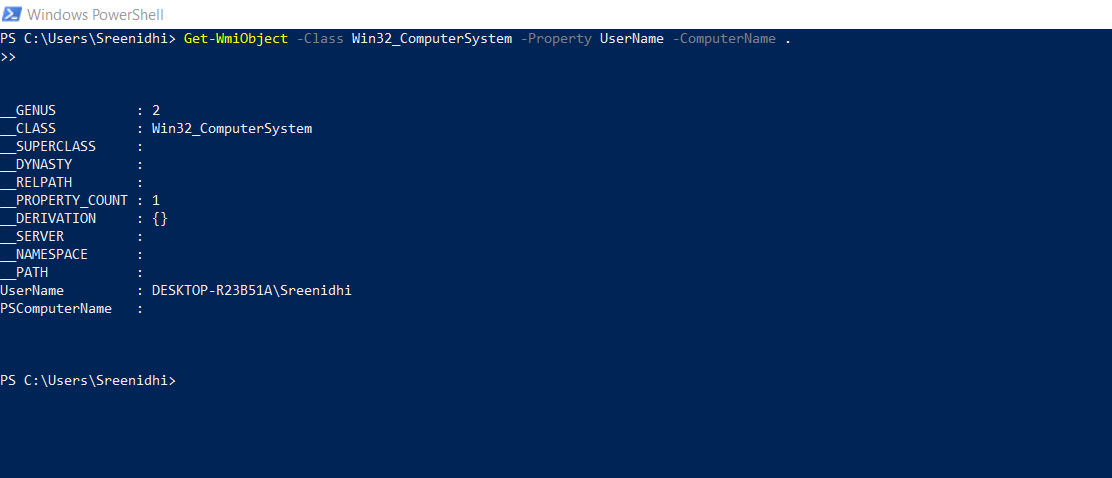 Windows PowerShell
PS C:\Users\Sreenidhi> Get-WmiObject -Class Win32_ComputerSystem -Property UserName -ComputerName .
>>
__GENUS          : 2
__CLASS          : Win32_ComputerSystem
__SUPERCLASS     :
__DYNASTY        :
__RELPATH        :
__PROPERTY_COUNT : 1
__DERIVATION     : {}
__SERVER         :
__NAMESPACE      :
__PATH           :
UserName         : DESKTOP-R23B51A\Sreenidhi
PSComputerName   :
PS C:\Users\Sreenidhi>